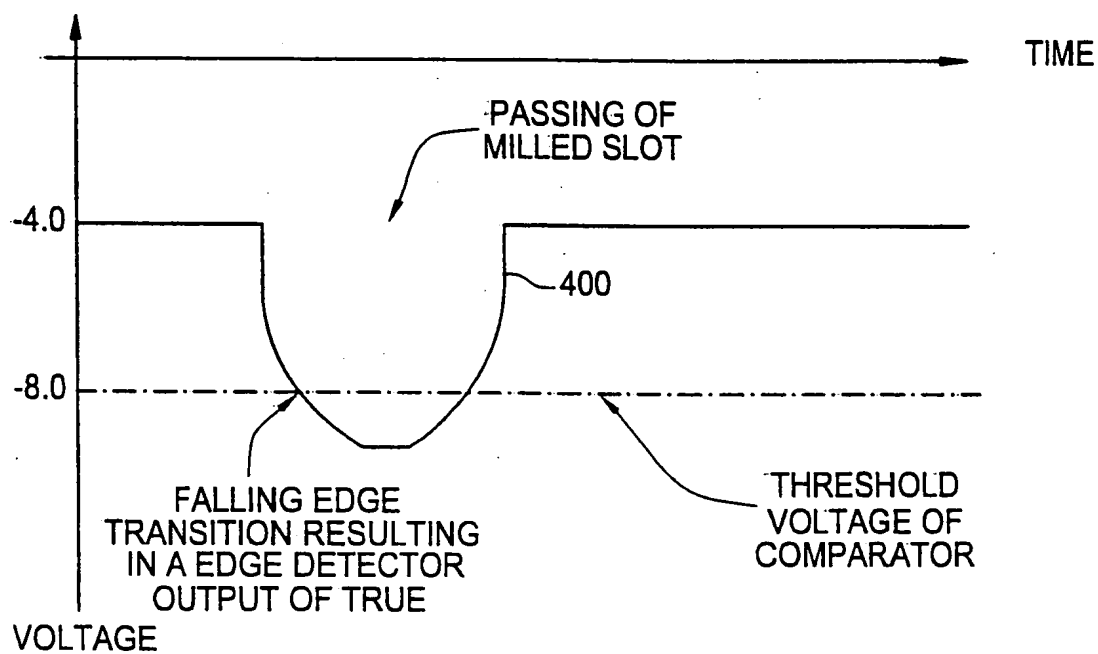 TIME
PASSING OF
MILLED SLOT
-4.0
400
-8.0
FALLING EDGE
TRANSITION RESULTING
IN A EDGE DETECTOR
OUTPUT OF TRUE
THRESHOLD
VOLTAGE OF
COMPARATOR
VOLTAGE